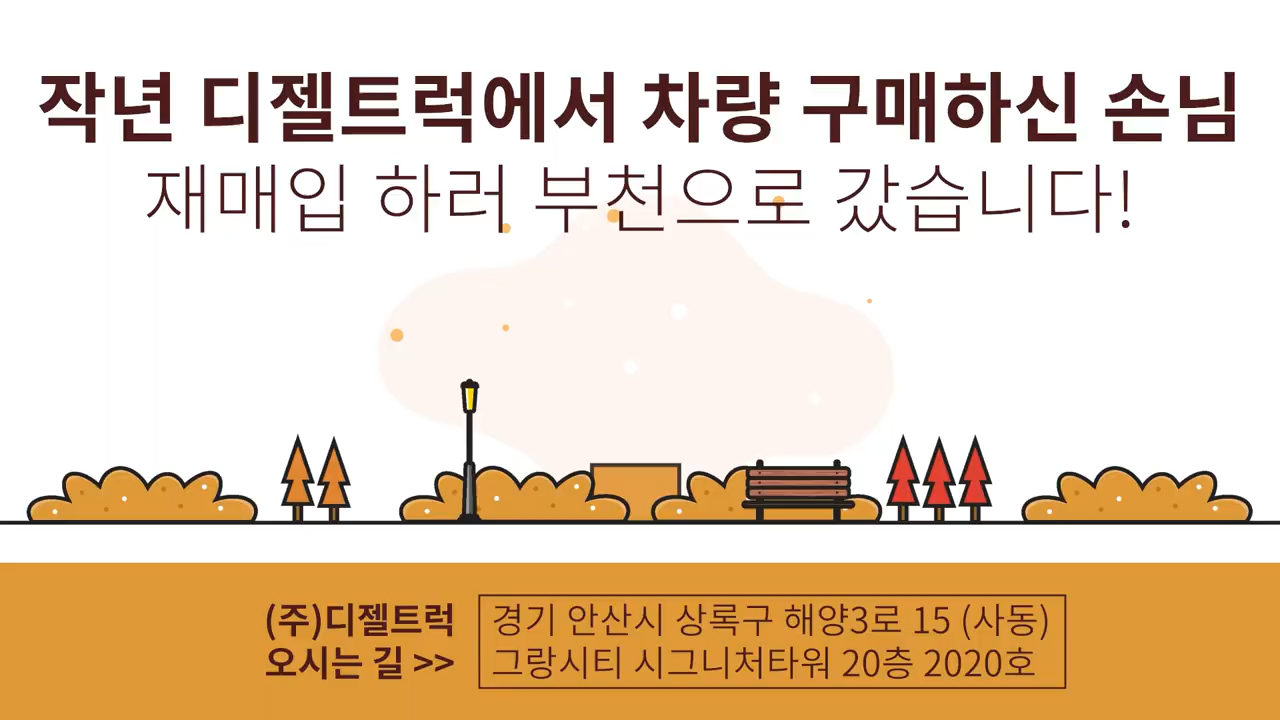 작년 디젤트럭에서 차량 구매하신 손님
재매입 하러 부천으로 갔습니다!
(주)디젤트럭
오시는 길 >>
경기 안산시 상록구 해양3로 15 (사동)
그랑시티 시그니처타워 20층 2020호